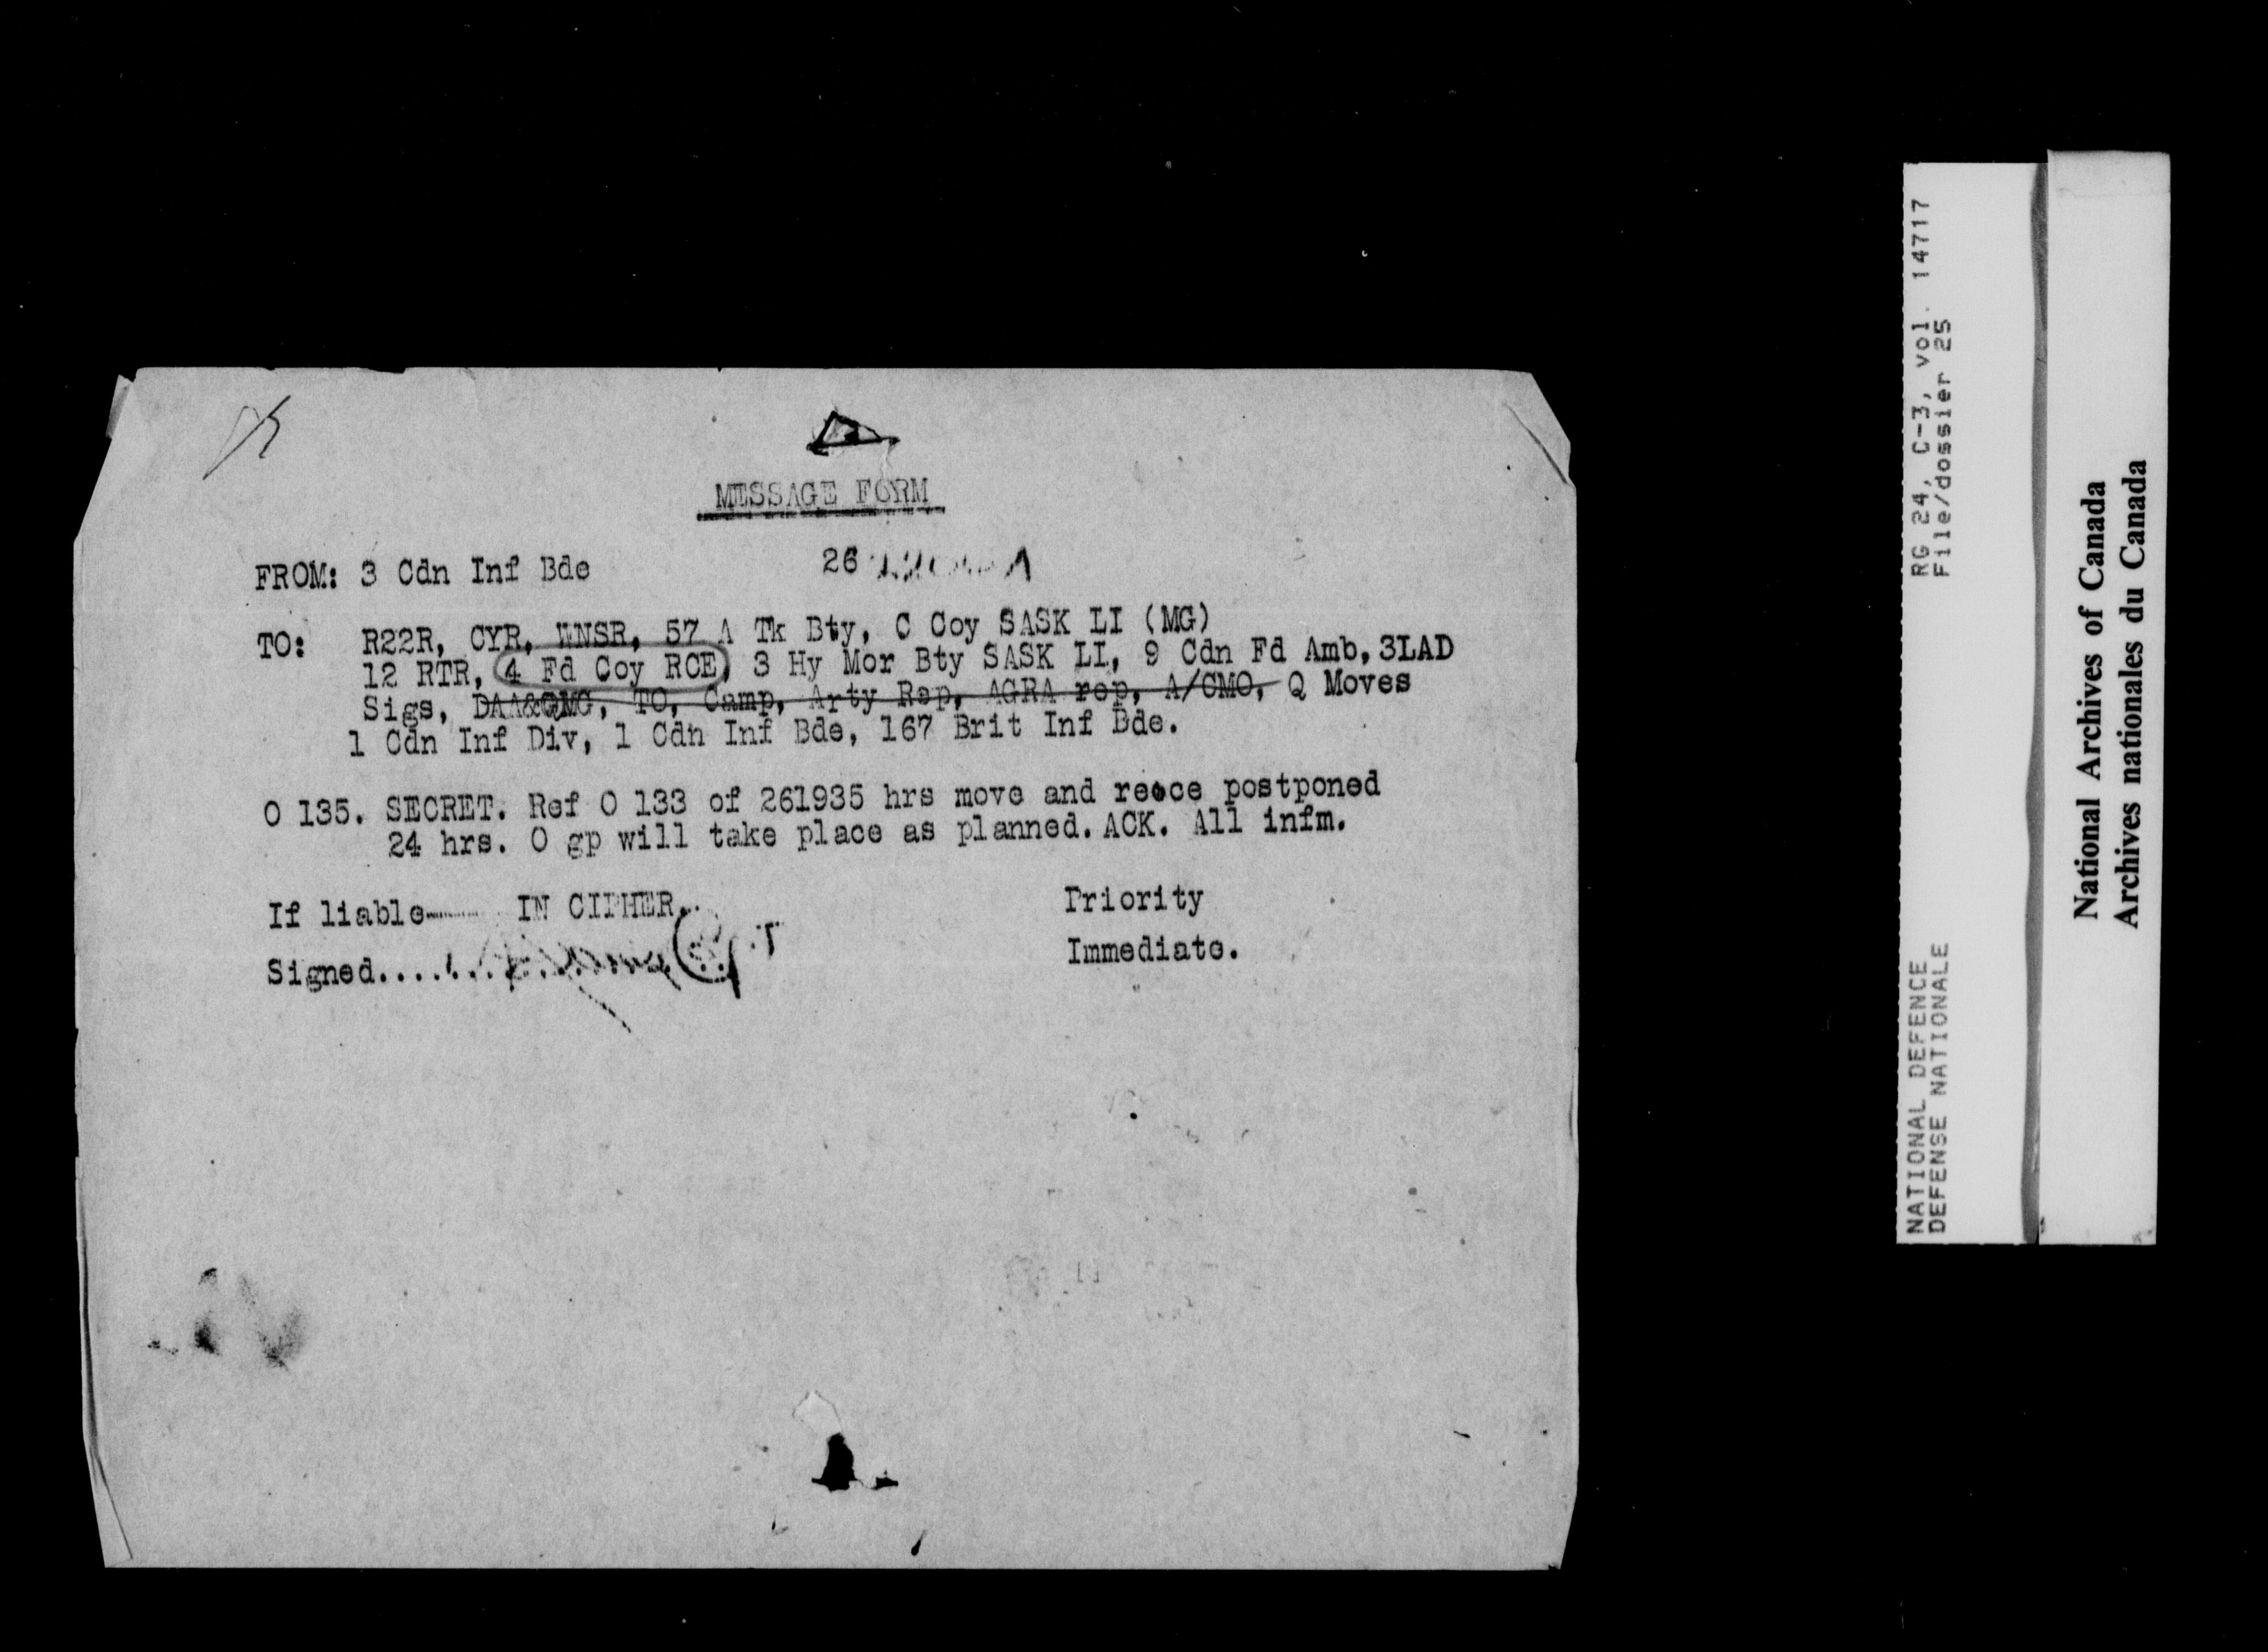 MESSAGE FORM
FROM: 3 Cdn Inf Bde 26
TO: R22R, CYR, WNSR, 57 A Tk Bty, C Coy SASK LI (MG)
12 RTR, 4 Fd Coy RCE, 3 Hy Mor Bty SASK LI, 9 Cdn Fd Amb, 3LAD
Sigs, DAA&QMG, TO, Camp, Arty Rep, AGRA rep, A/CMO, Q Moves
1 Cdn Inf Div, 1 Cdn Inf Bde, 167 Brit Inf Bde.
O 135. SECRET. Ref O 133 of 261935 hrs move and recce postponed
24 hrs. O gp will take place as planned. ACK. All infm.
If liable IN CIPHER. Priority
Signed........ Immediate.
RG 24, C-3, vol. 14717
File/dossier 25
NATIONAL DEFENCE
DEFENSE NATIONALE
National Archives of Canada
Archives nationales du Canada